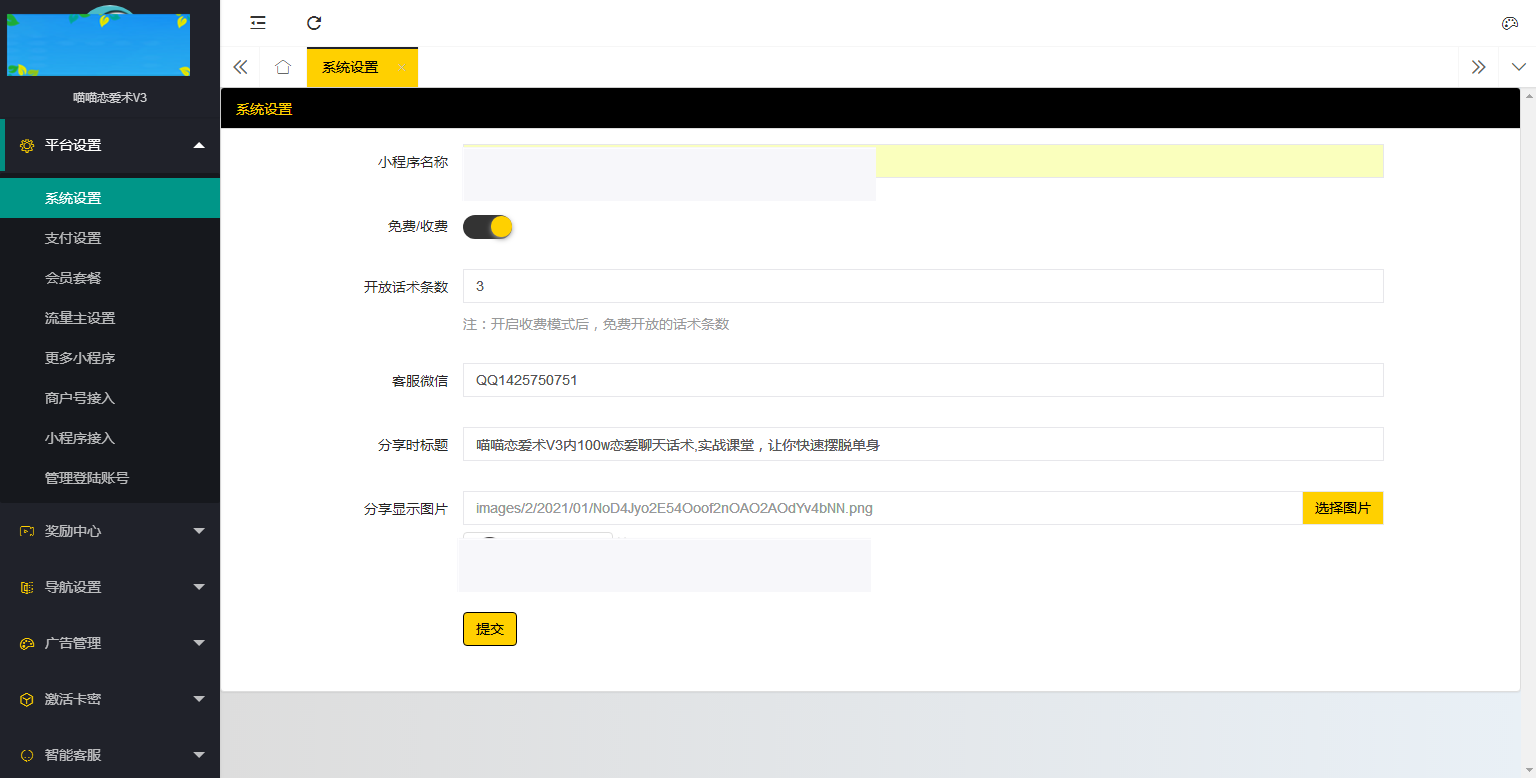 喵喵恋爱术V3
平台设置
系统设置
支付设置
会员套餐
流量主设置
更多小程序
商户号接入
小程序接入
管理登陆账号
奖励中心
导航设置
广告管理
激活卡密
智能客服
系统设置
系统设置
小程序名称
免费/收费
开放话术条数
3
注：开启收费模式后，免费开放的话术条数
客服微信
QQ1425750751
分享时标题
喵喵恋爱术V3内100w恋爱聊天话术,实战课堂，让你快速摆脱单身
分享显示图片
images/2/2021/01/NoD4Jyo2E54Ooof2nOAO2AOdYv4bNN.png
选择图片
提交